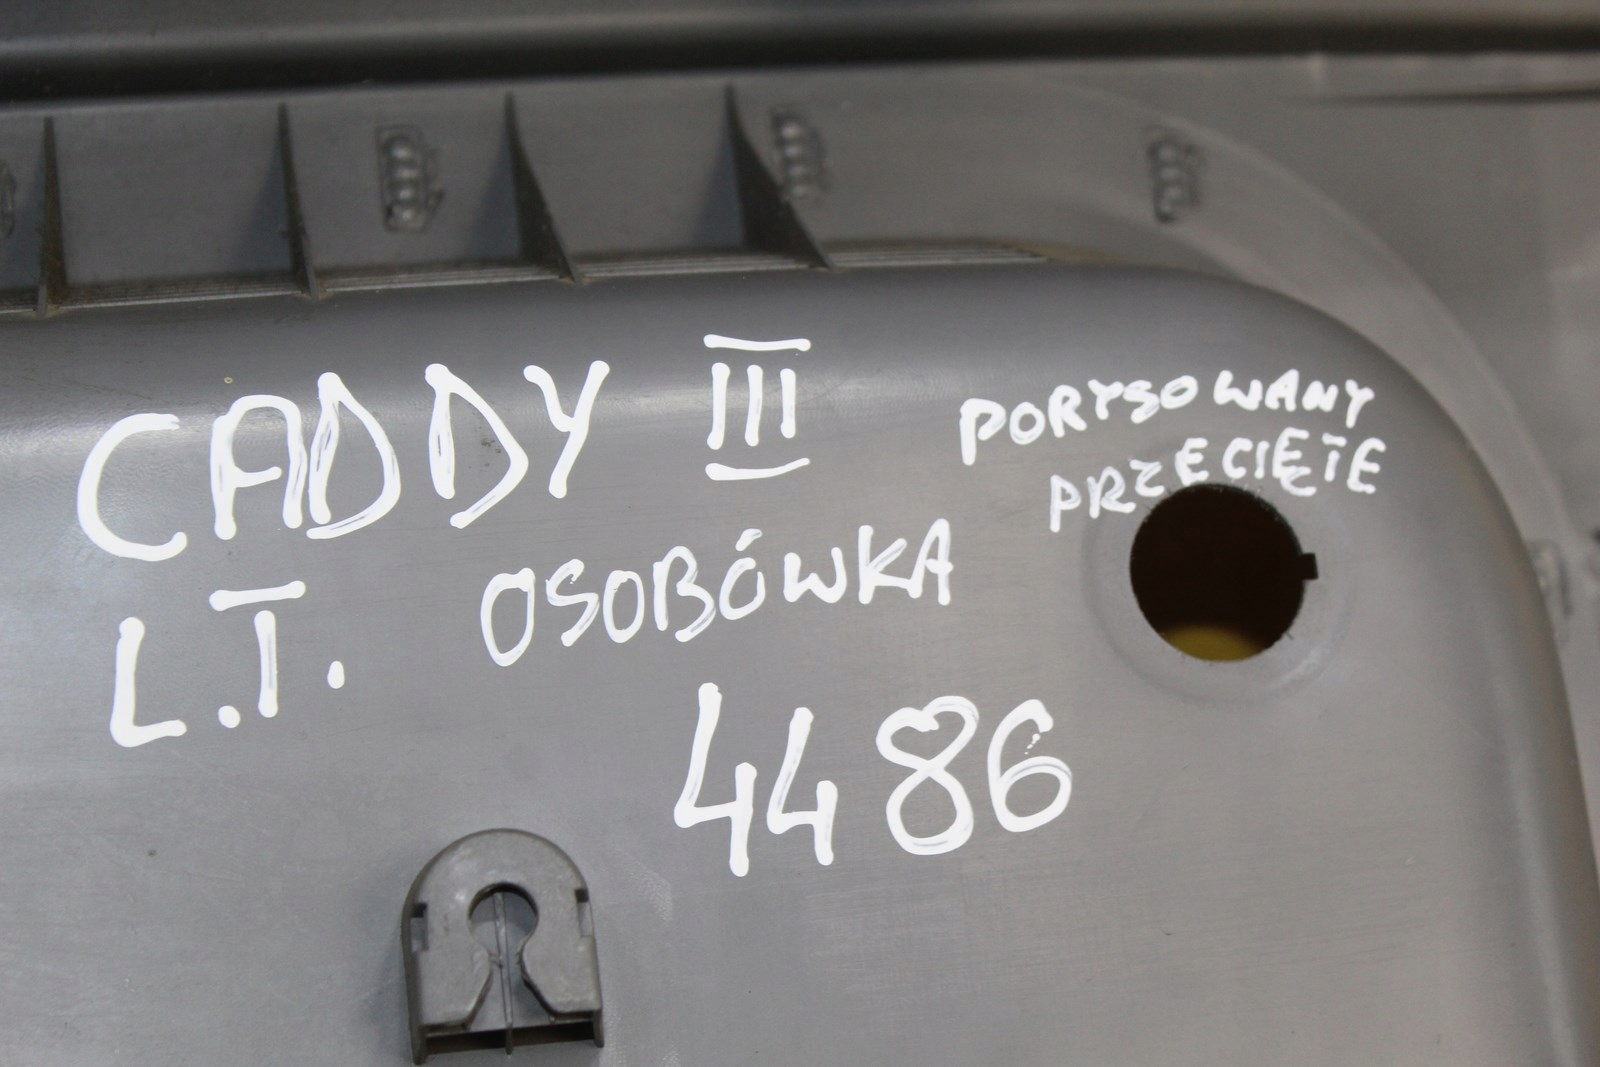 CADDY III
PORYSOWANY
PRZECIĘTE
L.T. OSOBÓWKA
4486